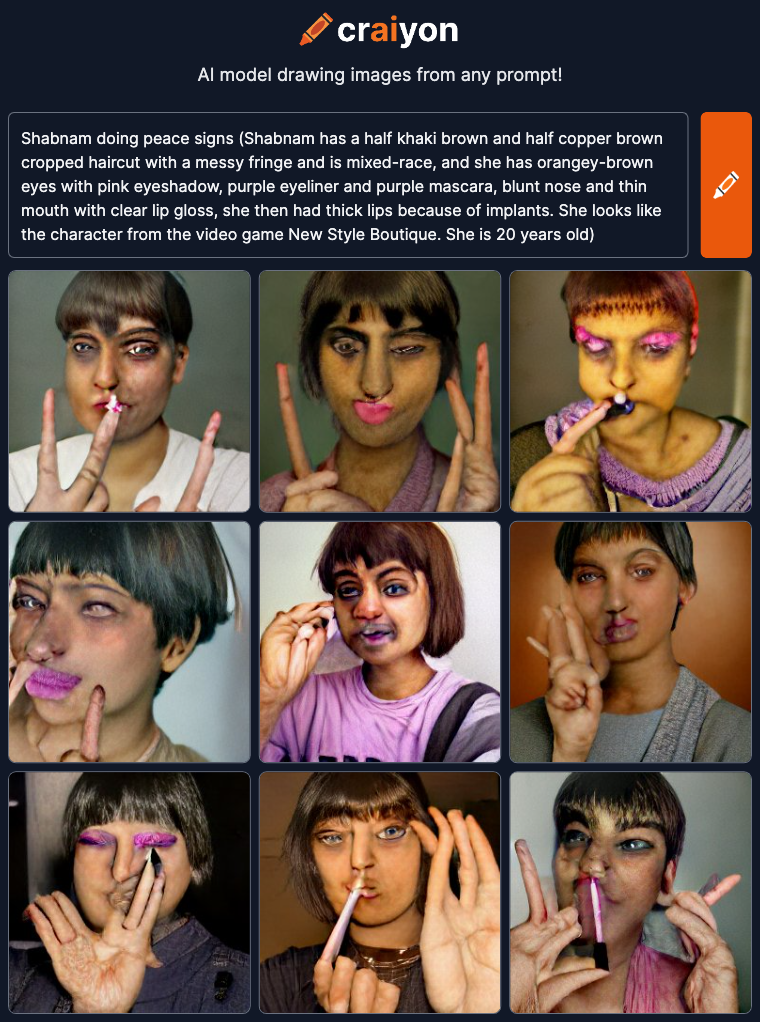 craiyon
AI model drawing images from any prompt!
Shabnam doing peace signs (Shabnam has a half khaki brown and half copper brown
cropped haircut with a messy fringe and is mixed-race, and she has orangey-brown
eyes with pink eyeshadow, purple eyeliner and purple mascara, blunt nose and thin
mouth with clear lip gloss, she then had thick lips because of implants. She looks like
the character from the video game New Style Boutique. She is 20 years old)